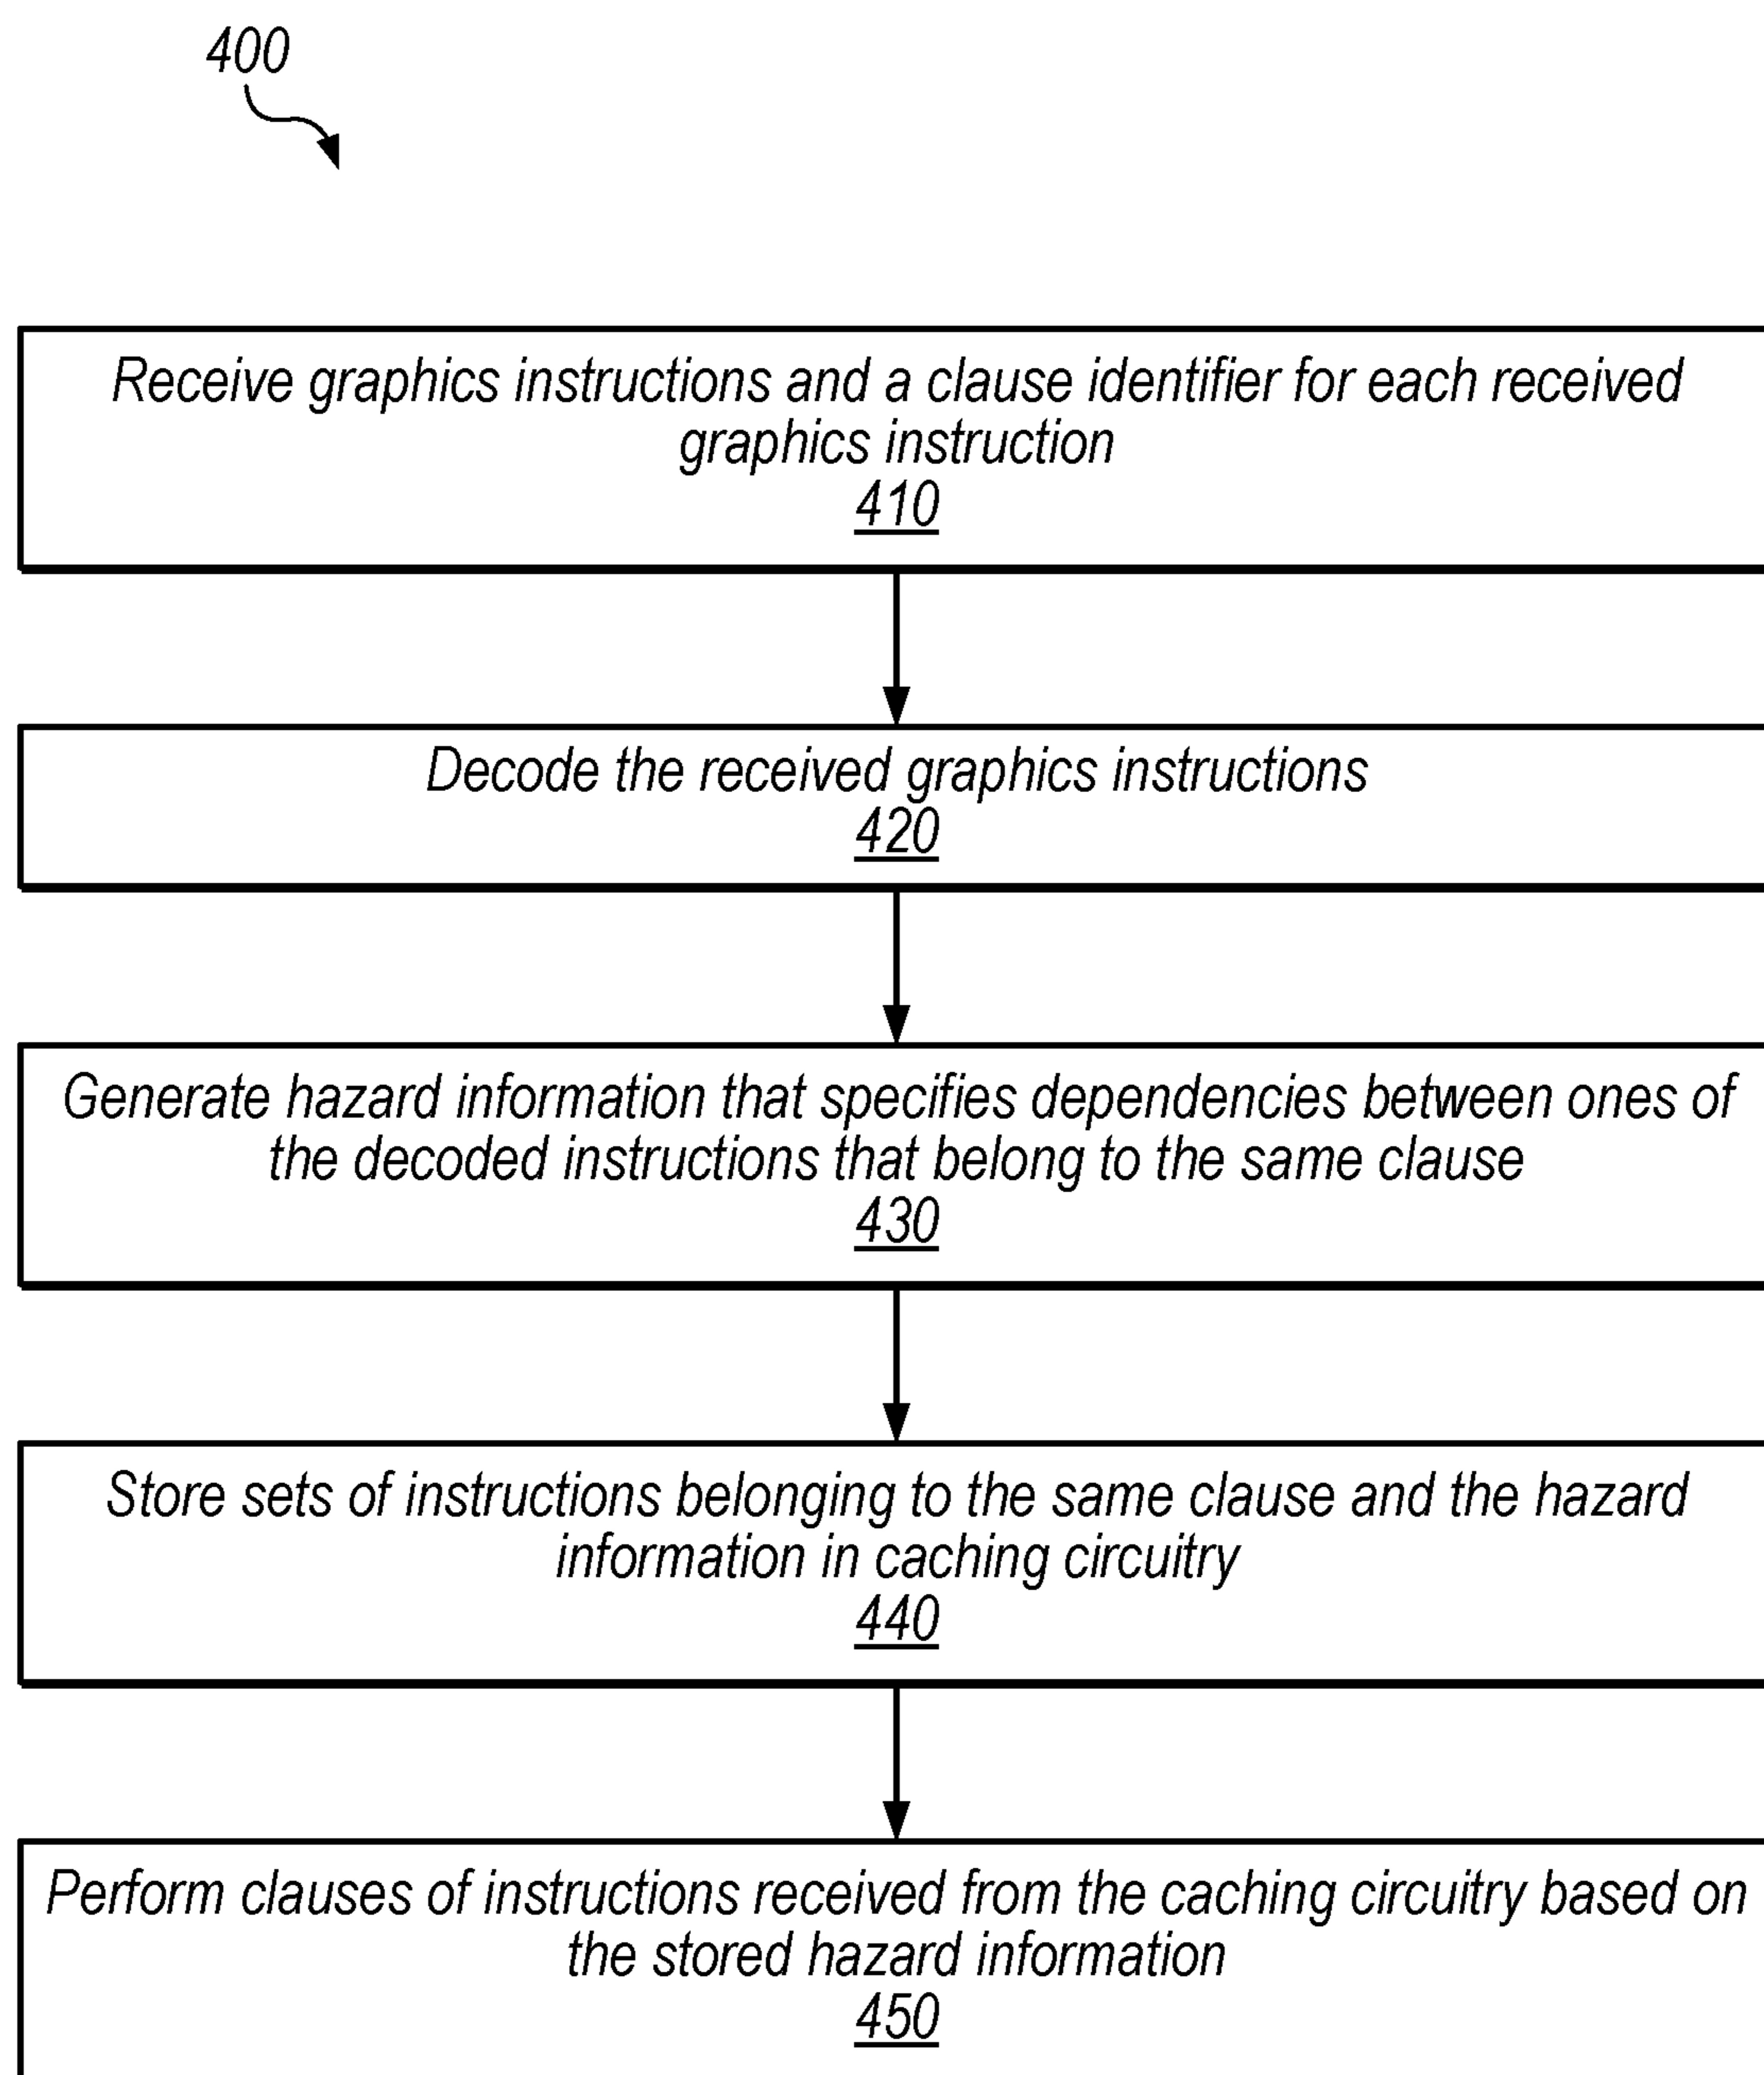 400
Receive graphics instructions and a clause identifier for each received
graphics instruction
410
Decode the received graphics instructions
420
Generate hazard information that specifies dependencies between ones of
the decoded instructions that belong to the same clause
430
Store sets of instructions belonging to the same clause and the hazard
information in caching circuitry
440
Perform clauses of instructions received from the caching circuitry based on
the stored hazard information
450